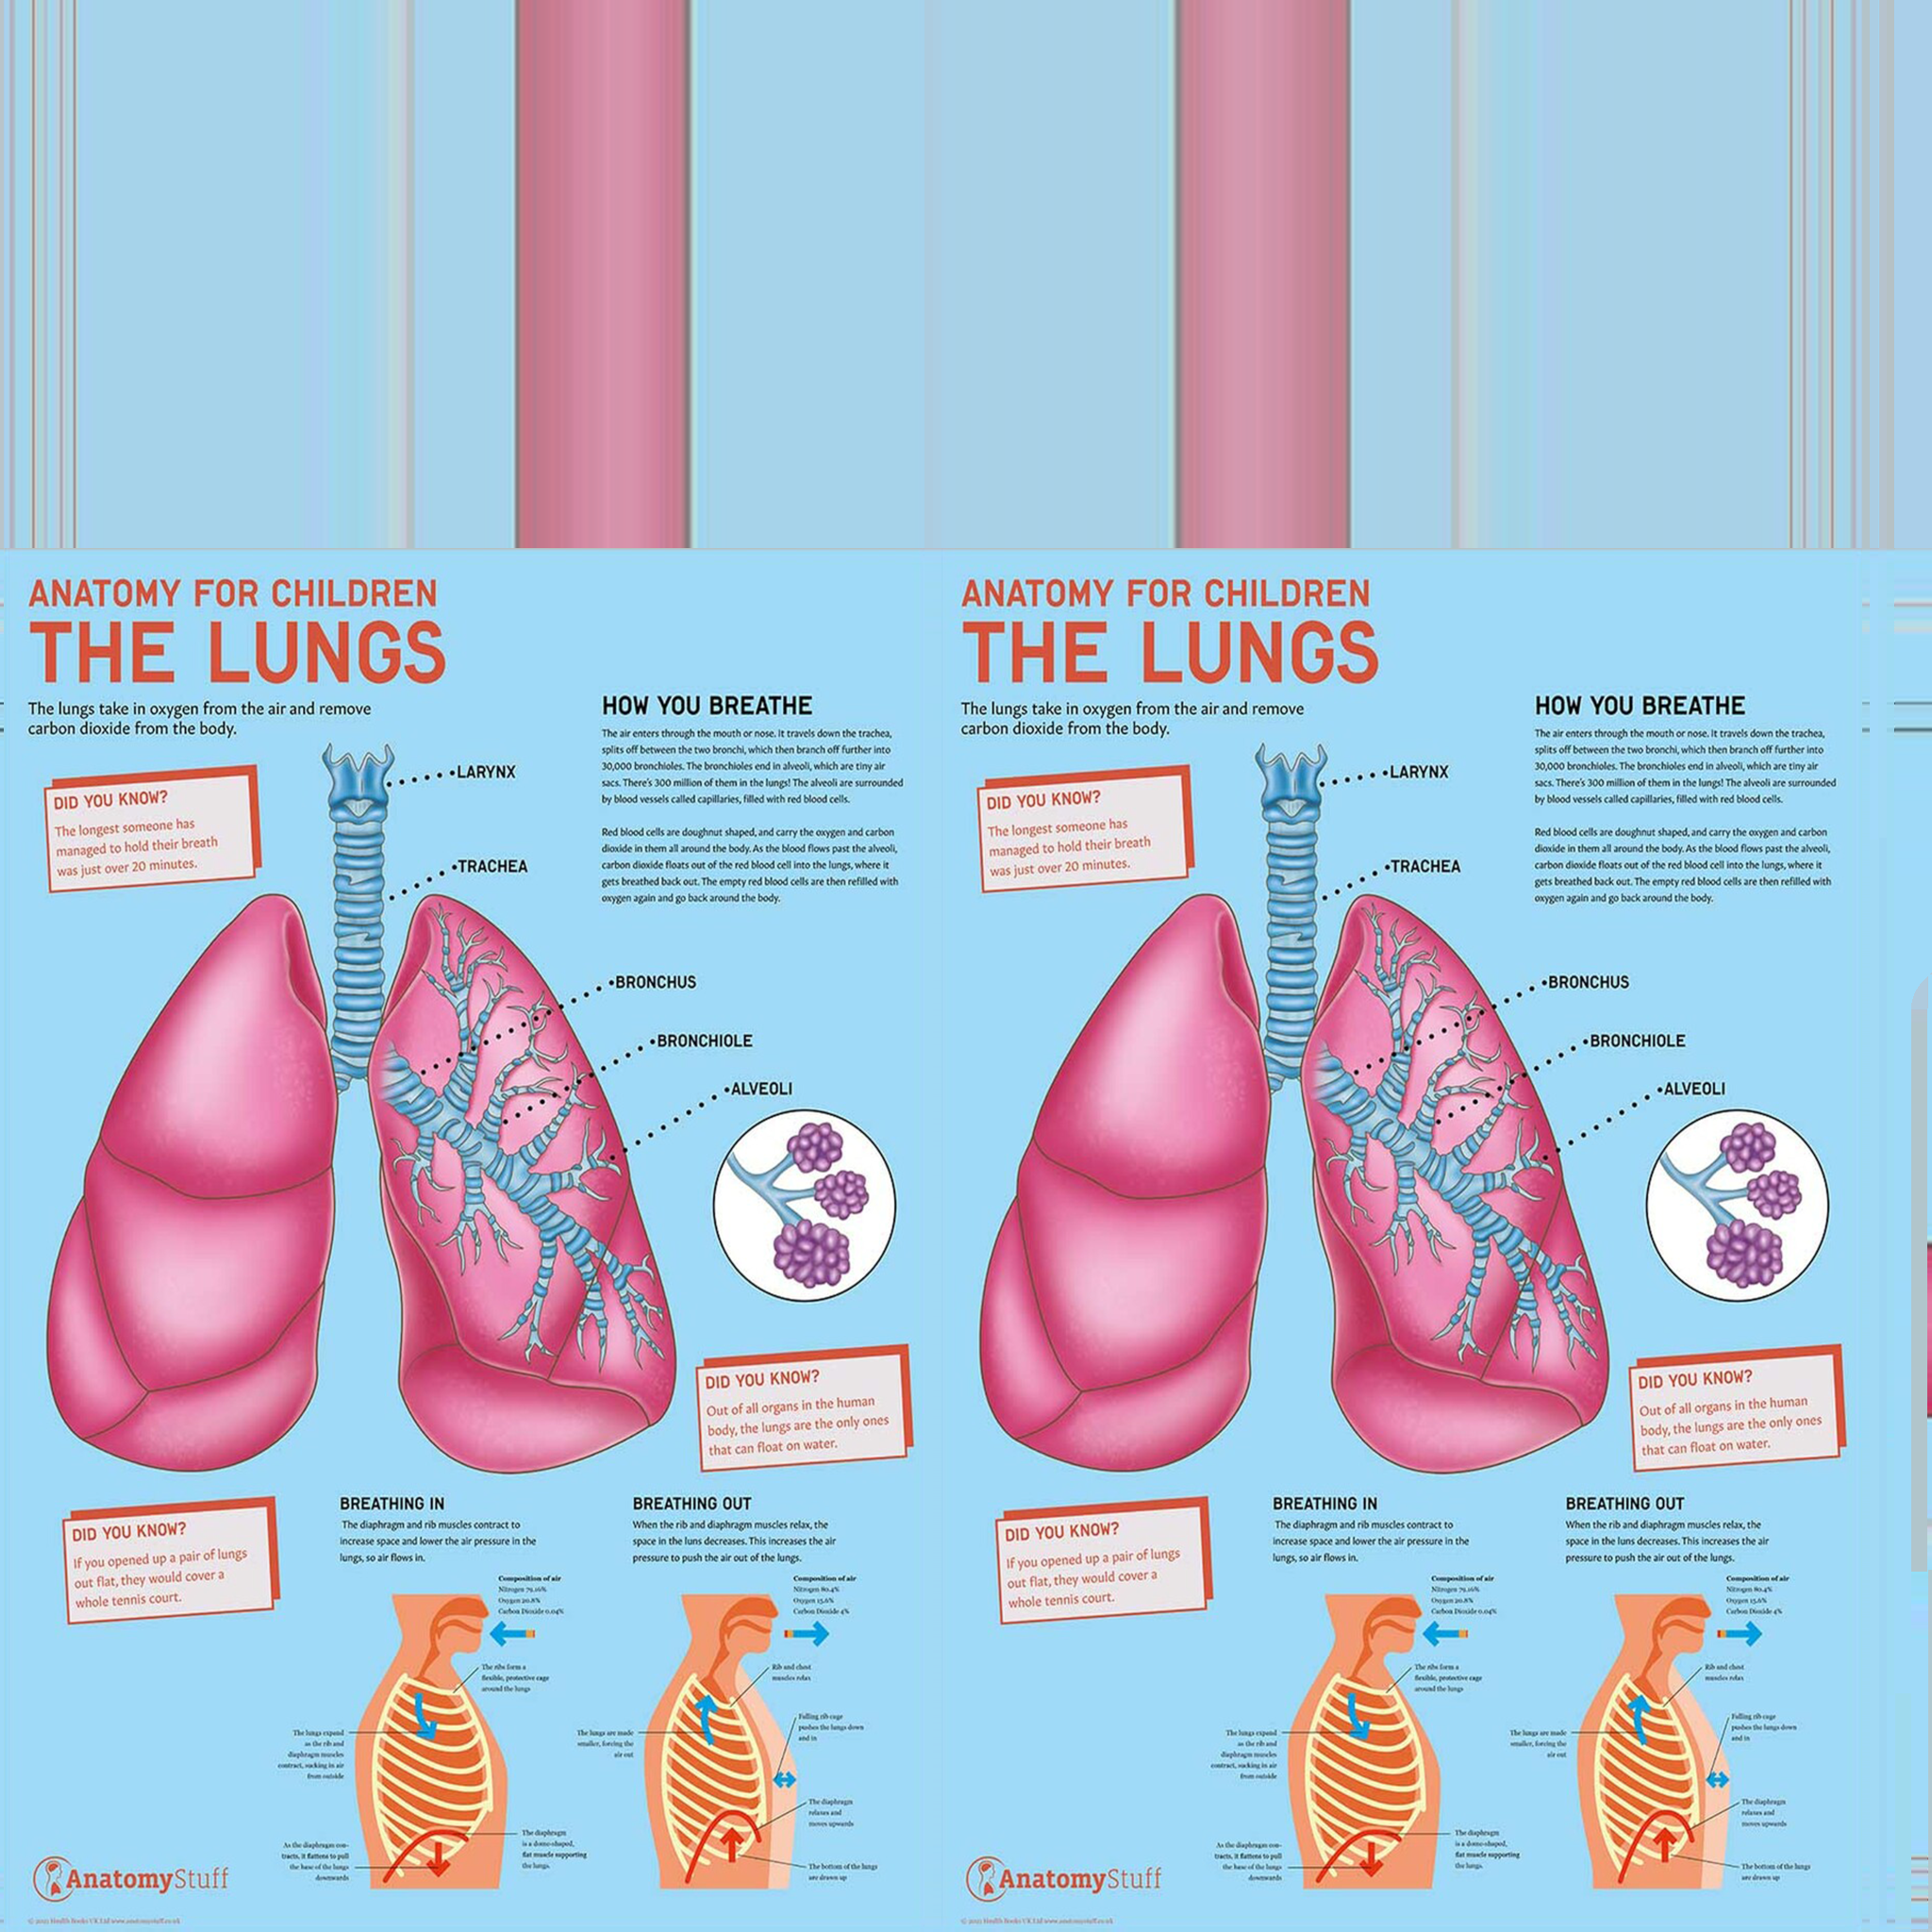 ANATOMY FOR CHILDREN
THE LUNGS
The lungs take in oxygen from the air and remove
carbon dioxide from the body.
DID YOU KNOW?
The longest someone has
managed to hold their breath
was just over 20 minutes.
LARYNX
TRACHEA
HOW YOU BREATHE
The air enters through the mouth or nose. It travels down the trachea,
splits off between the two bronchi, which then branch off further into
30,000 bronchioles. The bronchioles end in alveoli, which are tiny air
sacs. There's 300 million of them in the lungs! The alveoli are surrounded
by blood vessels called capillaries, filled with red blood cells.
Red blood cells are doughnut shaped, and carry the oxygen and carbon
dioxide in them all around the body. As the blood flows past the alveoli,
carbon dioxide floats out of the red blood cell into the lungs, where it
gets breathed back out. The empty red blood cells are then refilled with
oxygen again and go back around the body.
BRONCHUS
BRONCHIOLE
ALVEOLI
DID YOU KNOW?
Out of all organs in the human
body, the lungs are the only ones
that can float on water.
DID YOU KNOW?
If you opened up a pair of lungs
out flat, they would cover a
whole tennis court.
BREATHING IN
The diaphragm and rib muscles contract to
increase space and lower the air pressure in the
lungs, so air flows in.
Composition of air
Nitrogen 79.16%
Oxygen 20.8%
Carbon Dioxide 0.04%
The ribs form a
flexible, protective cage
around the lungs
The lungs expand
as the rib and
diaphragm muscles
contract, sucking in air
from outside
The diaphragm
is a dome-shaped,
flat muscle supporting
the lungs.
As the diaphragm con-
tracts, it flattens to pull
the base of the lungs
downwards
BREATHING OUT
When the rib and diaphragm muscles relax, the
space in the luns decreases. This increases the air
pressure to push the air out of the lungs.
Composition of air
Nitrogen 80.4%
Oxygen 15.6%
Carbon Dioxide 4%
Rib and chest
muscles relax
The lungs are made
smaller, forcing the
air out
Falling rib cage
pushes the lungs down
and in
The diaphragm
relaxes and
moves upwards
The bottom of the lungs
are drawn up
AnatomyStuff
ANATOMY FOR CHILDREN
THE LUNGS
The lungs take in oxygen from the air and remove
carbon dioxide from the body.
DID YOU KNOW?
The longest someone has
managed to hold their breath
was just over 20 minutes.
LARYNX
TRACHEA
HOW YOU BREATHE
The air enters through the mouth or nose. It travels down the trachea,
splits off between the two bronchi, which then branch off further into
30,000 bronchioles. The bronchioles end in alveoli, which are tiny air
sacs. There's 300 million of them in the lungs! The alveoli are surrounded
by blood vessels called capillaries, filled with red blood cells.
Red blood cells are doughnut shaped, and carry the oxygen and carbon
dioxide in them all around the body. As the blood flows past the alveoli,
carbon dioxide floats out of the red blood cell into the lungs, where it
gets breathed back out. The empty red blood cells are then refilled with
oxygen again and go back around the body.
BRONCHUS
BRONCHIOLE
ALVEOLI
DID YOU KNOW?
Out of all organs in the human
body, the lungs are the only ones
that can float on water.
DID YOU KNOW?
If you opened up a pair of lungs
out flat, they would cover a
whole tennis court.
BREATHING IN
The diaphragm and rib muscles contract to
increase space and lower the air pressure in the
lungs, so air flows in.
Composition of air
Nitrogen 79.16%
Oxygen 20.8%
Carbon Dioxide 0.04%
The ribs form a
flexible, protective cage
around the lungs
The lungs expand
as the rib and
diaphragm muscles
contract, sucking in air
from outside
The diaphragm
is a dome-shaped,
flat muscle supporting
the lungs.
As the diaphragm con-
tracts, it flattens to pull
the base of the lungs
downwards
BREATHING OUT
When the rib and diaphragm muscles relax, the
space in the luns decreases. This increases the air
pressure to push the air out of the lungs.
Composition of air
Nitrogen 80.4%
Oxygen 15.6%
Carbon Dioxide 4%
Rib and chest
muscles relax
The lungs are made
smaller, forcing the
air out
Falling rib cage
pushes the lungs down
and in
The diaphragm
relaxes and
moves upwards
The bottom of the lungs
are drawn up
AnatomyStuff